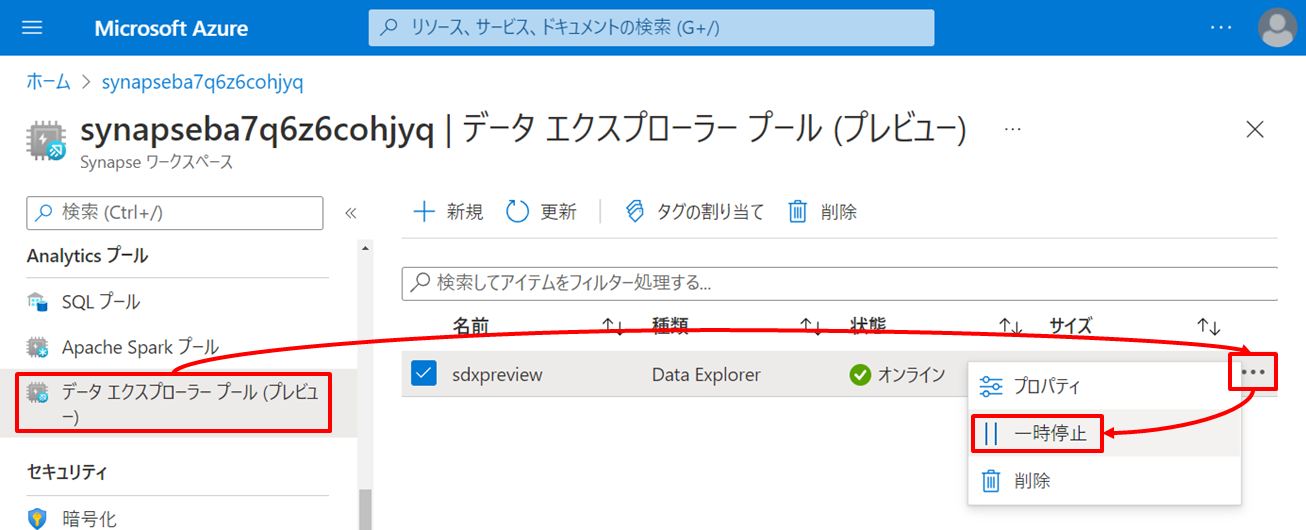 Microsoft Azure
リソース、サービス、ドキュメントの検索 (G+/)
ホーム > synapseba7q6z6cohjyq
synapseba7q6z6cohjyq | データ エクスプローラー プール (プレビュー)
Synapse ワークスペース
検索 (Ctrl+/)
新規 更新 タグの割り当て 削除
Analytics プール
SQL プール
Apache Spark プール
データ エクスプローラー プール (プレビュ
ー)
セキュリティ
暗号化
検索してアイテムをフィルター処理する...
名前 種類 状態 サイズ
sdxpreview Data Explorer オンライン
プロパティ
一時停止
削除